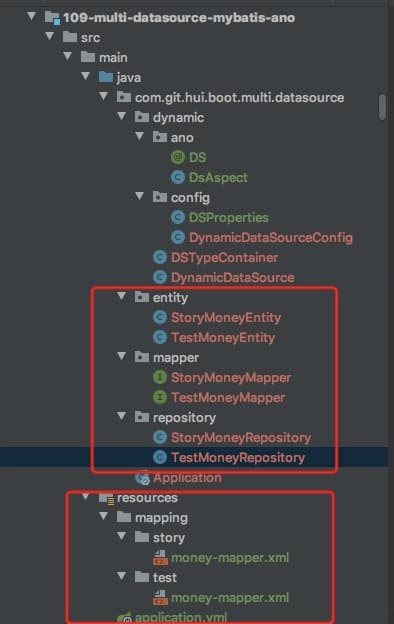 109-multi-datasource-mybatis-ano
src
main
java
com.git.hui.boot.multi.datasource
dynamic
ano
DS
DsAspect
config
DSProperties
DynamicDataSourceConfig
DSTypeContainer
DynamicDataSource
entity
StoryMoneyEntity
TestMoneyEntity
mapper
StoryMoneyMapper
TestMoneyMapper
repository
StoryMoneyRepository
TestMoneyRepository
Application
resources
mapping
story
money-mapper.xml
test
money-mapper.xml
application.yml